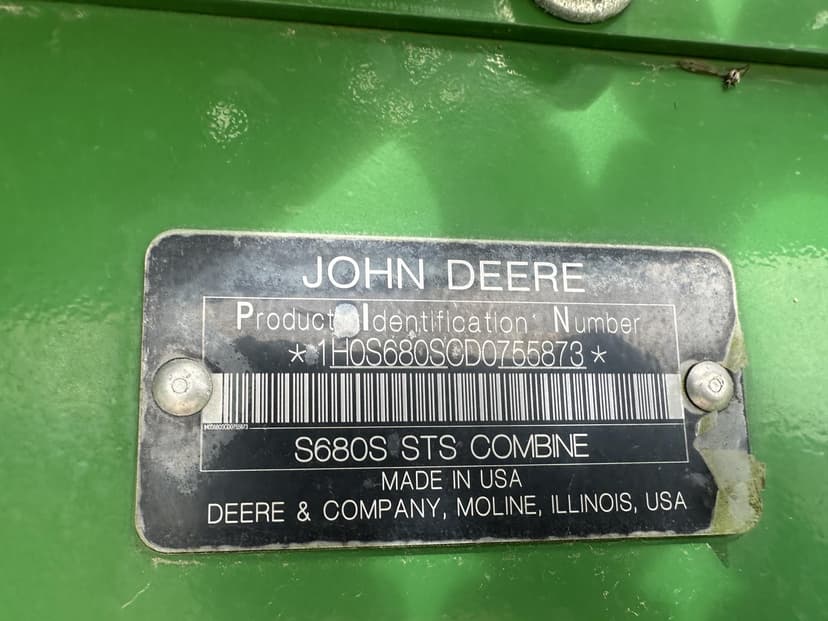 JOHN DEERE
Product Identification Number
*1H0S680SCD0755873*
S680S STS COMBINE
MADE IN USA
DEERE & COMPANY, MOLINE, ILLINOIS, USA